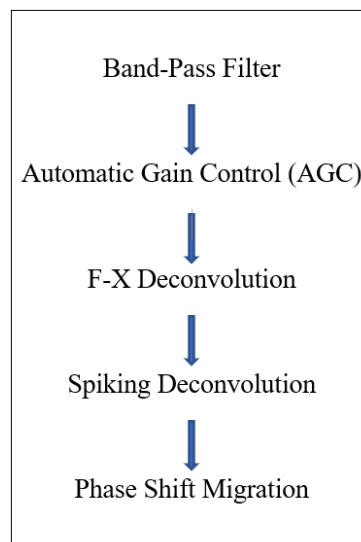 Band-Pass Filter
Automatic Gain Control (AGC)
F-X Deconvolution
Spiking Deconvolution
Phase Shift Migration